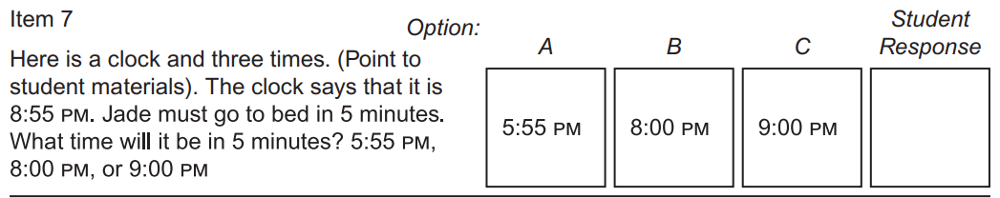 Item 7
Option:
A
B
C
Student
Response
Here is a clock and three times. (Point to
student materials). The clock says that it is
8:55 PM. Jade must go to bed in 5 minutes.
What time will it be in 5 minutes? 5:55 PM,
8:00 PM, or 9:00 PM
5:55 PM
8:00 PM
9:00 PM